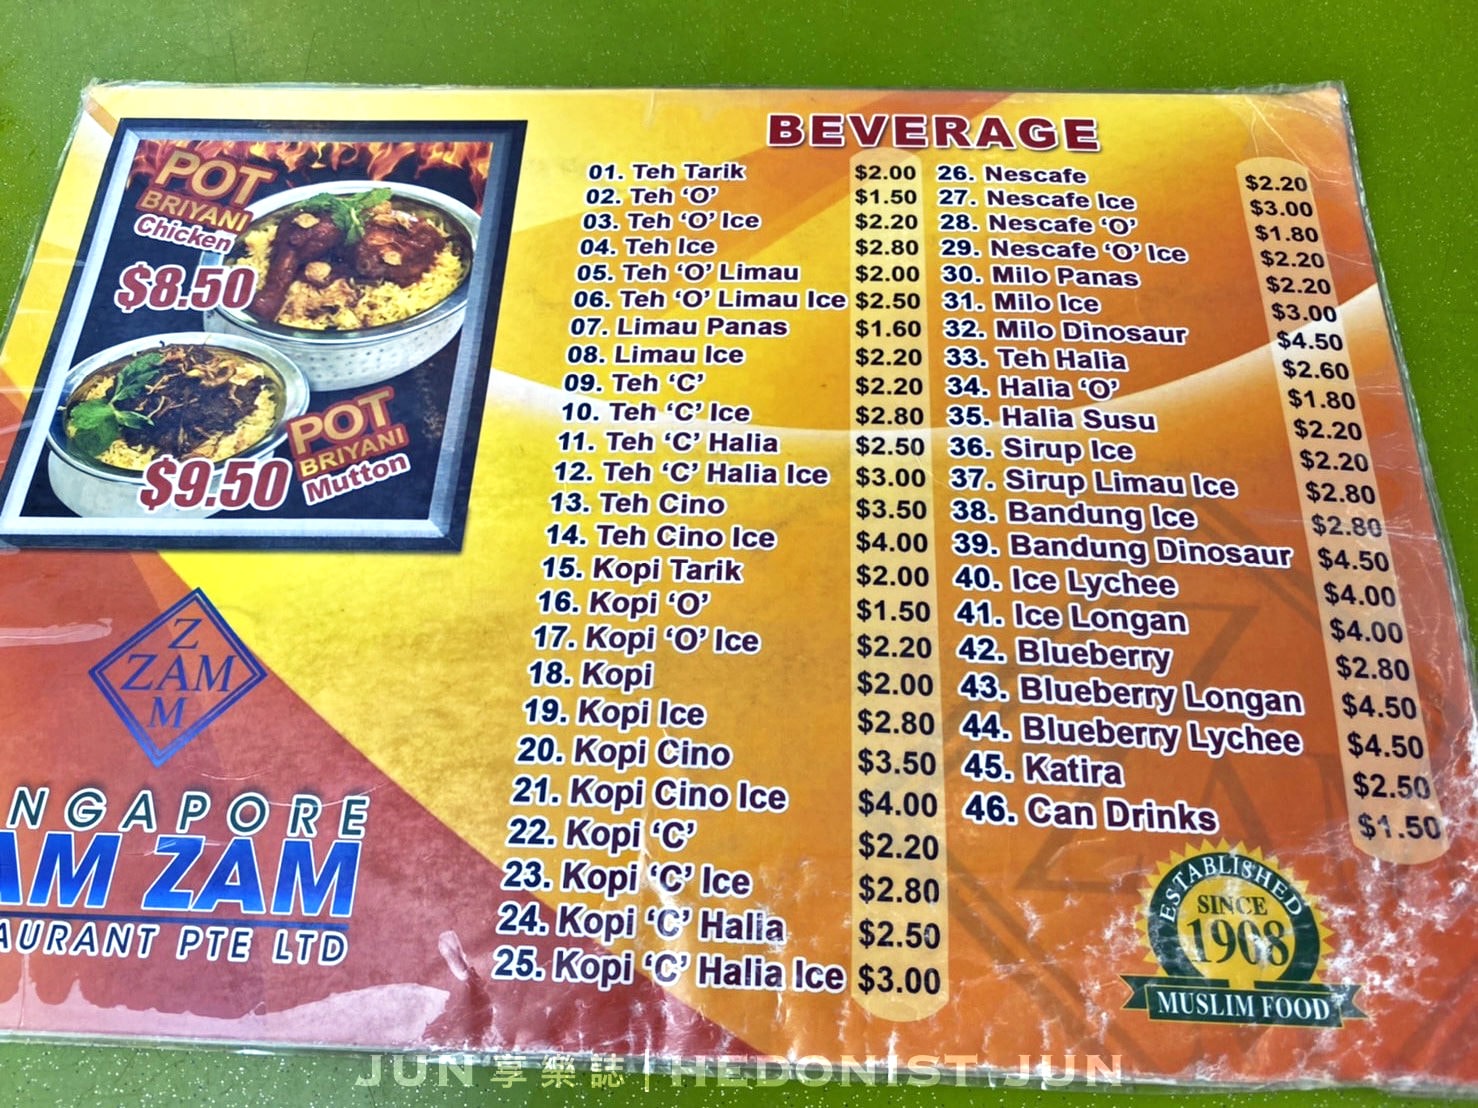 POT
BRIYANI
Chicken
$8.50
POT
BRIYANI
Mutton
$9.50
Z
ZAM
M
NGAPORE
AM ZAM
AURANT PTE LTD
BEVERAGE
01. Teh Tarik $2.00
02. Teh ‘O’ $1.50
03. Teh ‘O’ Ice $2.20
04. Teh Ice $2.80
05. Teh ‘O’ Limau $2.00
06. Teh ‘O’ Limau Ice $2.50
07. Limau Panas $1.60
08. Limau Ice $2.20
09. Teh ‘C’ $2.20
10. Teh ‘C’ Ice $2.80
11. Teh ‘C’ Halia $2.50
12. Teh ‘C’ Halia Ice $3.00
13. Teh Cino $3.50
14. Teh Cino Ice $4.00
15. Kopi Tarik $2.00
16. Kopi ‘O’ $1.50
17. Kopi ‘O’ Ice $2.20
18. Kopi $2.00
19. Kopi Ice $2.80
20. Kopi Cino $3.50
21. Kopi Cino Ice $4.00
22. Kopi ‘C’ $2.20
23. Kopi ‘C’ Ice $2.80
24. Kopi ‘C’ Halia $2.50
25. Kopi ‘C’ Halia Ice $3.00
26. Nescafe $2.20
27. Nescafe Ice $3.00
28. Nescafe ‘O’ $1.80
29. Nescafe ‘O’ Ice $2.20
30. Milo Panas $2.20
31. Milo Ice $3.00
32. Milo Dinosaur $4.50
33. Teh Halia $2.60
34. Halia ‘O’ $1.80
35. Halia Susu $2.20
36. Sirup Ice $2.20
37. Sirup Limau Ice $2.80
38. Bandung Ice $2.80
39. Bandung Dinosaur $4.50
40. Ice Lychee $4.00
41. Ice Longan $4.00
42. Blueberry $2.80
43. Blueberry Longan $4.50
44. Blueberry Lychee $4.50
45. Katira $2.50
46. Can Drinks $1.50
ESTABLISHED
SINCE
1908
MUSLIM FOOD
JUN享樂誌 | HEDONIST JUN